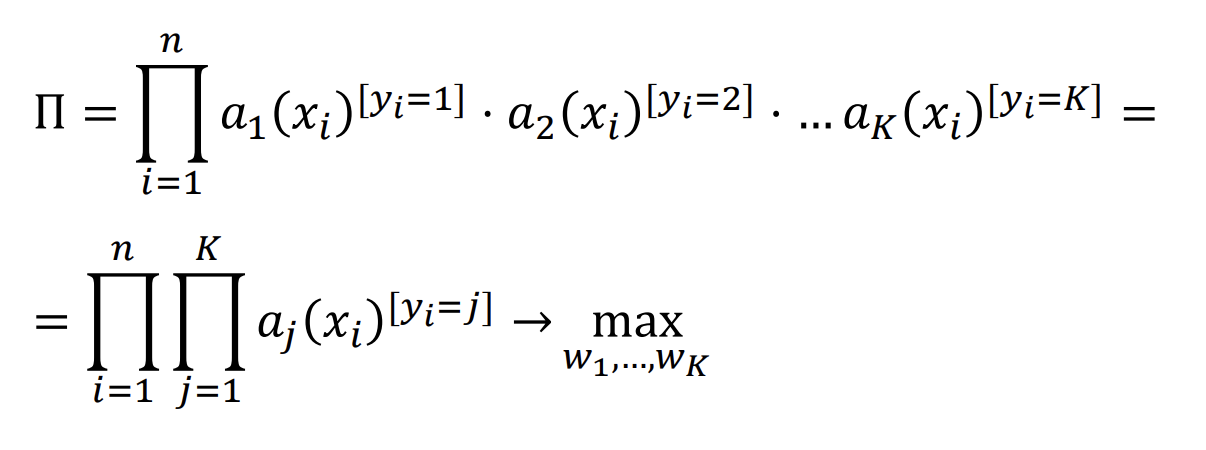 Π = ∏_{i=1}^{n} a_1(x_i)^{[y_i=1]} · a_2(x_i)^{[y_i=2]} · … a_K(x_i)^{[y_i=K]} =
= ∏_{i=1}^{n} ∏_{j=1}^{K} a_j(x_i)^{[y_i=j]} → max_{w_1,…,w_K}